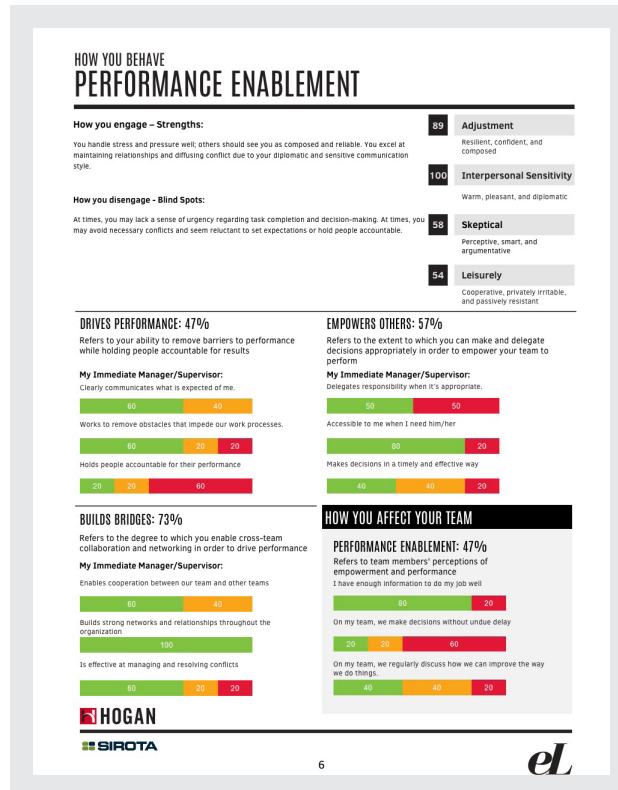 HOW YOU BEHAVE
PERFORMANCE ENABLEMENT
How you engage – Strengths:
You handle stress and pressure well; others should see you as composed and reliable. You excel at
maintaining relationships and diffusing conflict due to your diplomatic and sensitive communication
style.
How you disengage - Blind Spots:
At times, you may lack a sense of urgency regarding task completion and decision-making. At times, you
may avoid necessary conflicts and seem reluctant to set expectations or hold people accountable.
89 Adjustment
Resilient, confident, and
composed
100 Interpersonal Sensitivity
Warm, pleasant, and diplomatic
58 Skeptical
Perceptive, smart, and
argumentative
54 Leisurely
Cooperative, privately irritable,
and passively resistant
DRIVES PERFORMANCE: 47%
Refers to your ability to remove barriers to performance
while holding people accountable for results
My Immediate Manager/Supervisor:
Clearly communicates what is expected of me.
60 40
Works to remove obstacles that impede our work processes.
60 20 20
Holds people accountable for their performance
20 20 60
EMPOWERS OTHERS: 57%
Refers to the extent to which you can make and delegate
decisions appropriately in order to empower your team to
perform
My Immediate Manager/Supervisor:
Delegates responsibility when it's appropriate.
50 50
Accessible to me when I need him/her
80 20
Makes decisions in a timely and effective way
40 40 20
BUILDS BRIDGES: 73%
Refers to the degree to which you enable cross-team
collaboration and networking in order to drive performance
My Immediate Manager/Supervisor:
Enables cooperation between our team and other teams
60 40
Builds strong networks and relationships throughout the
organization
100
Is effective at managing and resolving conflicts
60 20 20
HOW YOU AFFECT YOUR TEAM
PERFORMANCE ENABLEMENT: 47%
Refers to team members' perceptions of
empowerment and performance
I have enough information to do my job well
80 20
On my team, we make decisions without undue delay
20 20 60
On my team, we regularly discuss how we can improve the way
we do things.
40 40 20
HOGAN
SIROTA
6
eL